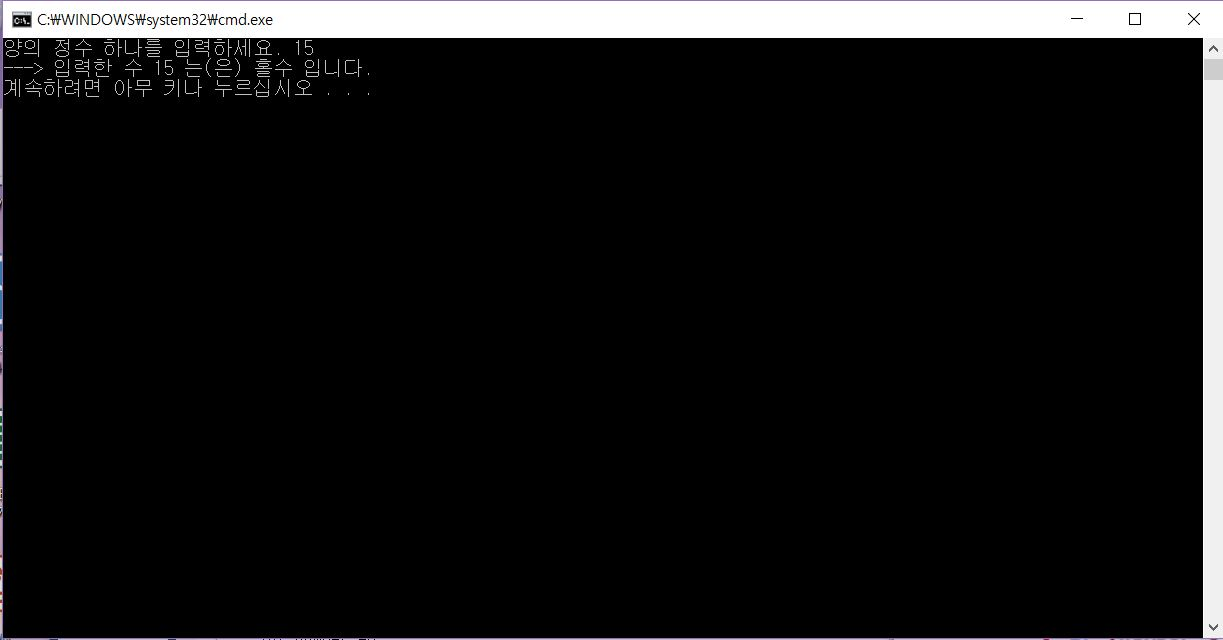 C:\WINDOWS\system32\cmd.exe
양의 정수 하나를 입력하세요. 15
---> 입력한 수 15 는(은) 홀수 입니다.
계속하려면 아무 키나 누르십시오 . . .